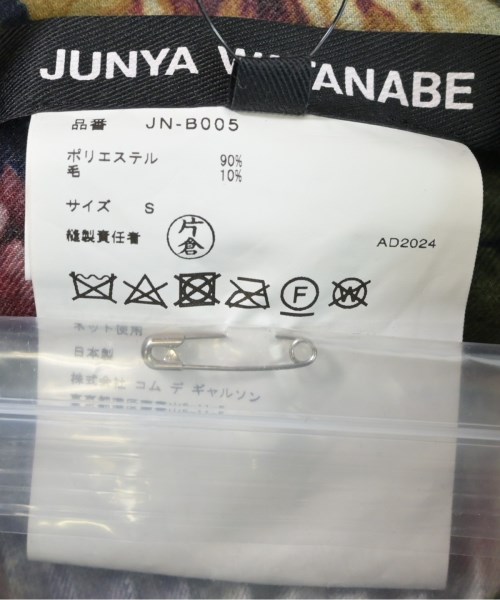 JUNYA WATANABE
品番 JN-B005
ポリエステル 90%
毛 10%
サイズ S
縫製責任者 片倉
AD2024
F
W
ネット使用
日本製
株式会社 コム デ ギャルソン